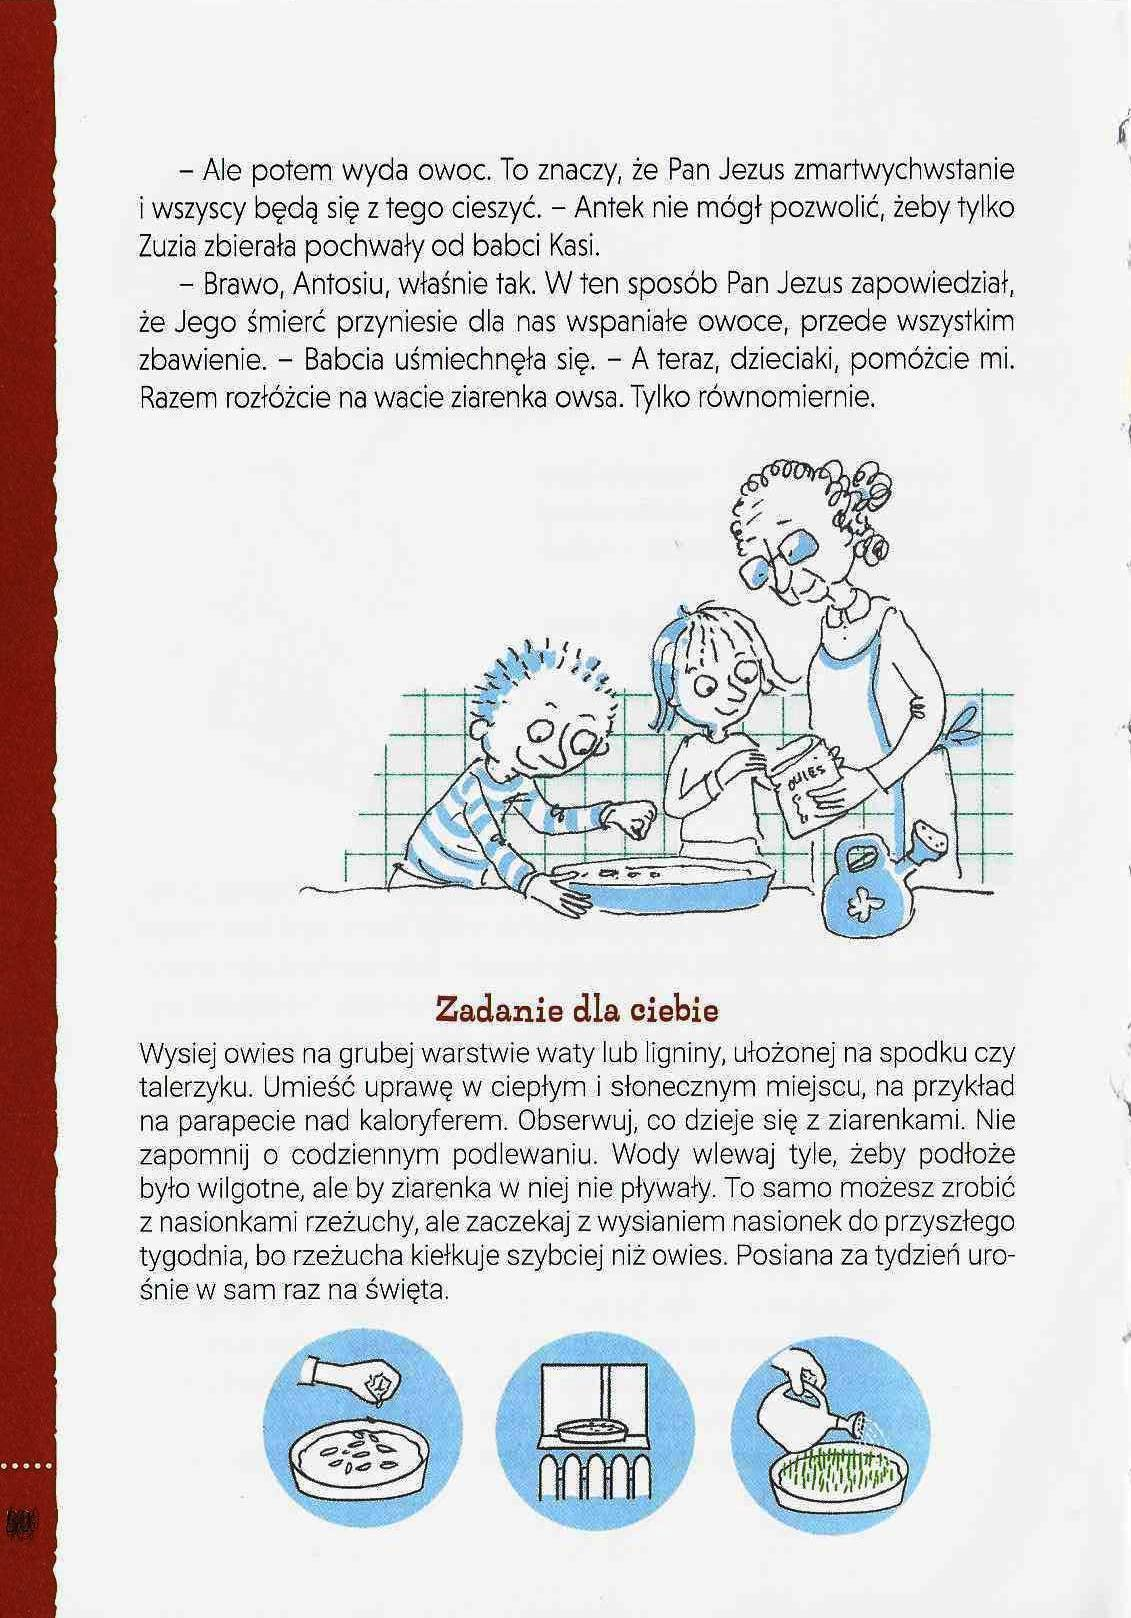 – Ale potem wyda owoc. To znaczy, że Pan Jezus zmartwychwstanie
i wszyscy będą się z tego cieszyć. – Antek nie mógł pozwolić, żeby tylko
Zuzia zbierała pochwały od babci Kasi.
– Brawo, Antosiu, właśnie tak. W ten sposób Pan Jezus zapowiedział,
że Jego śmierć przyniesie dla nas wspaniałe owoce, przede wszystkim
zbawienie. – Babcia uśmiechnęła się. – A teraz, dzieciaki, pomóżcie mi.
Razem rozłóżcie na wacie ziarenka owsa. Tylko równomiernie.
OWIES
Zadanie dla ciebie
Wysiej owies na grubej warstwie waty lub ligniny, ułożonej na spodku czy
talerzyku. Umieść uprawę w ciepłym i słonecznym miejscu, na przykład
na parapecie nad kaloryferem. Obserwuj, co dzieje się z ziarenkami. Nie
zapomnij o codziennym podlewaniu. Wody wlewaj tyle, żeby podłoże
było wilgotne, ale by ziarenka w niej nie pływały. To samo możesz zrobić
z nasionkami rzeżuchy, ale zaczekaj z wysianiem nasionek do przyszłego
tygodnia, bo rzeżucha kiełkuje szybciej niż owies. Posiana za tydzień uro-
śnie w sam raz na święta.